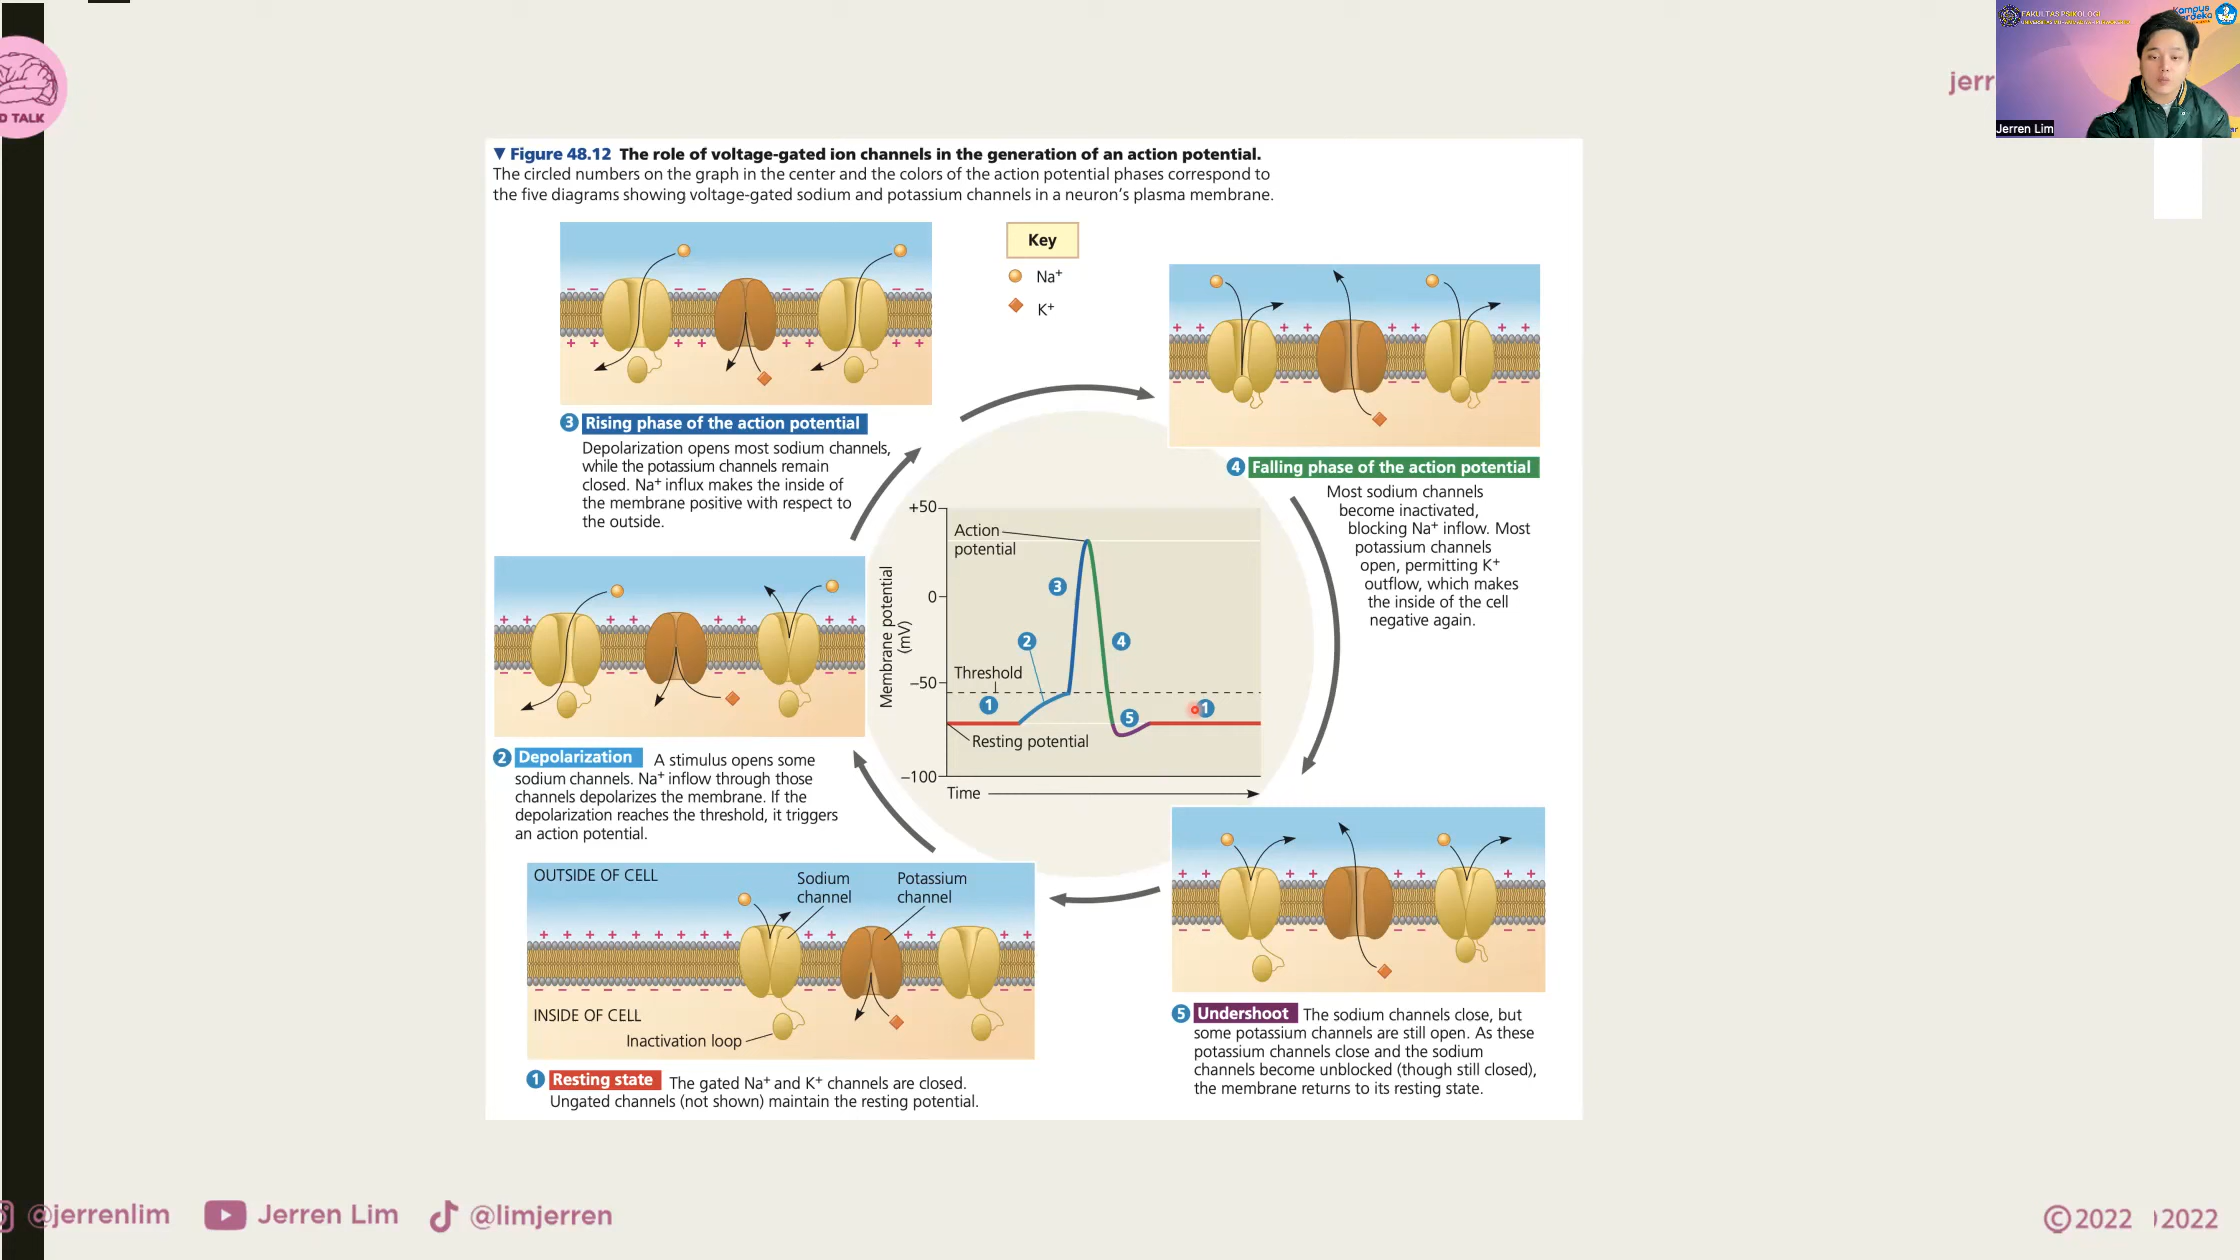 D TALK
jerr
FAKULTAS PSIKOLOGI
Jerren Lim
▼ Figure 48.12 The role of voltage-gated ion channels in the generation of an action potential.
The circled numbers on the graph in the center and the colors of the action potential phases correspond to
the five diagrams showing voltage-gated sodium and potassium channels in a neuron's plasma membrane.
Key
Na⁺
K⁺
3 Rising phase of the action potential
Depolarization opens most sodium channels,
while the potassium channels remain
closed. Na⁺ influx makes the inside of
the membrane positive with respect to
the outside.
4 Falling phase of the action potential
Most sodium channels
become inactivated,
blocking Na⁺ inflow. Most
potassium channels
open, permitting K⁺
outflow, which makes
the inside of the cell
negative again.
+50
Action
potential
3
0
2
4
Membrane potential
(mV)
Threshold
−50
1
5
1
Resting potential
−100
Time
2 Depolarization A stimulus opens some
sodium channels. Na⁺ inflow through those
channels depolarizes the membrane. If the
depolarization reaches the threshold, it triggers
an action potential.
OUTSIDE OF CELL
Sodium
channel
Potassium
channel
INSIDE OF CELL
Inactivation loop
1 Resting state The gated Na⁺ and K⁺ channels are closed.
Ungated channels (not shown) maintain the resting potential.
5 Undershoot The sodium channels close, but
some potassium channels are still open. As these
potassium channels close and the sodium
channels become unblocked (though still closed),
the membrane returns to its resting state.
@jerrenlim
Jerren Lim
@limjerren
©2022
2022